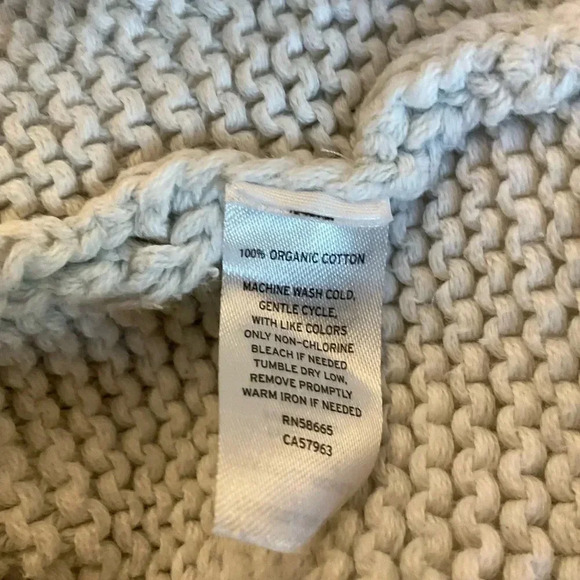 100% ORGANIC COTTON
MACHINE WASH COLD,
GENTLE CYCLE,
WITH LIKE COLORS
ONLY NON-CHLORINE
BLEACH IF NEEDED
TUMBLE DRY LOW,
REMOVE PROMPTLY
WARM IRON IF NEEDED
RN58665
CA57963